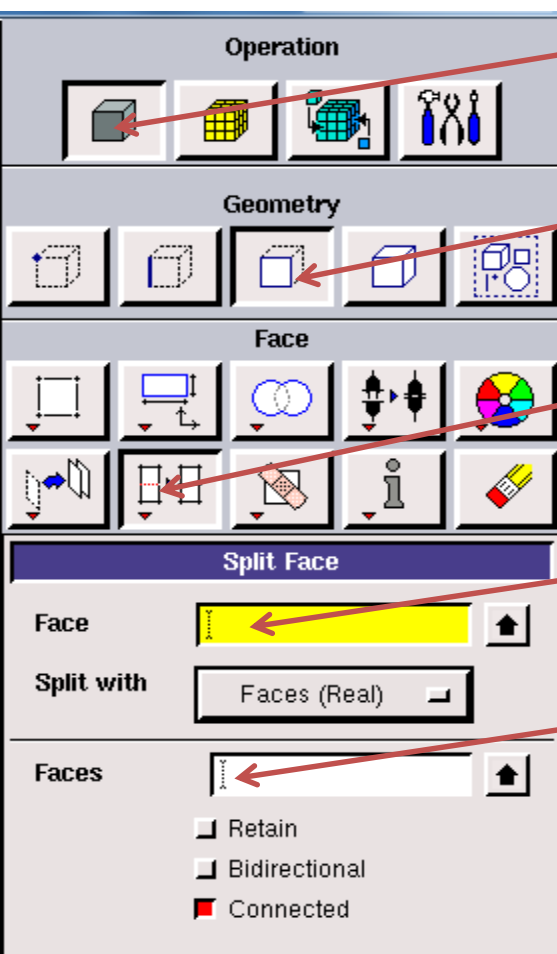 Operation
Geometry
Face
Split Face
Face
Split with
Faces (Real)
Faces
Retain
Bidirectional
Connected